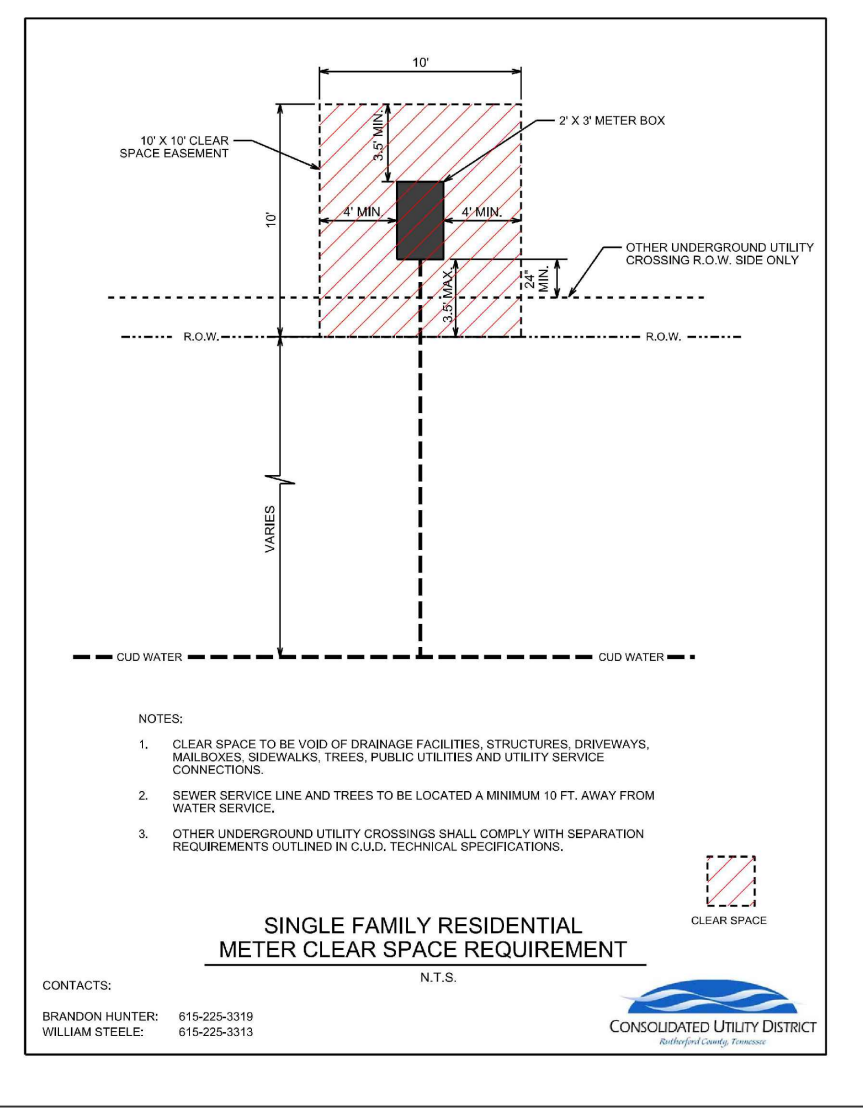 10'
2' X 3' METER BOX
10' X 10' CLEAR
SPACE EASEMENT
3.5' MIN.
10'
4' MIN.
4' MIN.
OTHER UNDERGROUND UTILITY
CROSSING R.O.W. SIDE ONLY
3.5' MAX.
24"
MIN.
R.O.W.
R.O.W.
VARIES
CUD WATER
CUD WATER
NOTES:
1. CLEAR SPACE TO BE VOID OF DRAINAGE FACILITIES, STRUCTURES, DRIVEWAYS,
MAILBOXES, SIDEWALKS, TREES, PUBLIC UTILITIES AND UTILITY SERVICE
CONNECTIONS.
2. SEWER SERVICE LINE AND TREES TO BE LOCATED A MINIMUM 10 FT. AWAY FROM
WATER SERVICE.
3. OTHER UNDERGROUND UTILITY CROSSINGS SHALL COMPLY WITH SEPARATION
REQUIREMENTS OUTLINED IN C.U.D. TECHNICAL SPECIFICATIONS.
CLEAR SPACE
SINGLE FAMILY RESIDENTIAL
METER CLEAR SPACE REQUIREMENT
N.T.S.
CONTACTS:
BRANDON HUNTER: 615-225-3319
WILLIAM STEELE: 615-225-3313
CONSOLIDATED UTILITY DISTRICT
Rutherford County, Tennessee